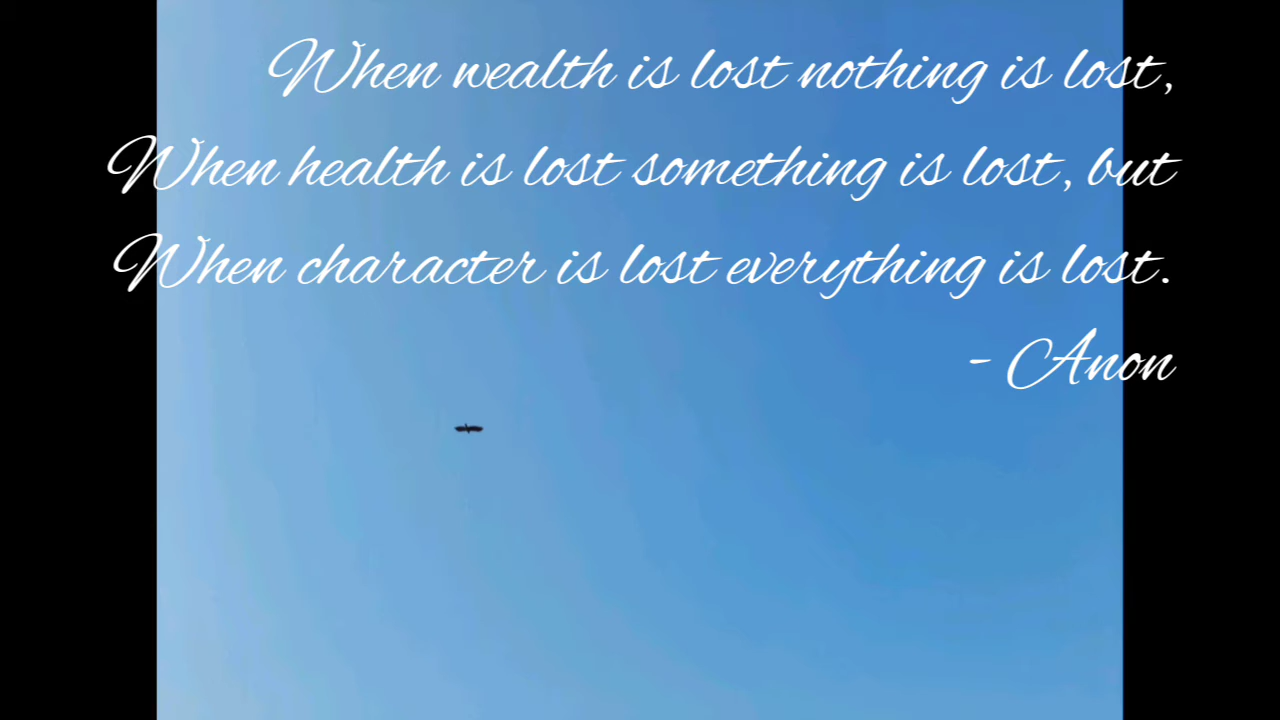 When wealth is lost nothing is lost,
When health is lost something is lost, but
When character is lost everything is lost.
- Anon